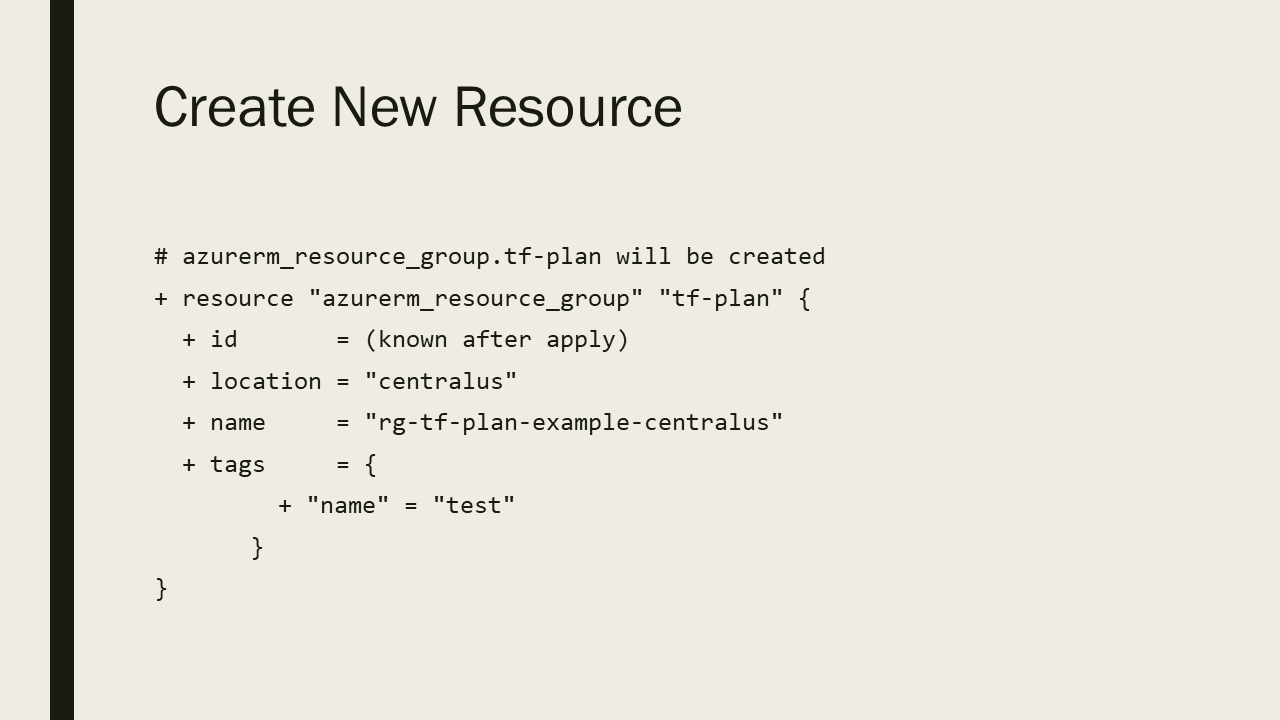 Create New Resource
# azurerm_resource_group.tf-plan will be created
+ resource "azurerm_resource_group" "tf-plan" {
  + id       = (known after apply)
  + location = "centralus"
  + name     = "rg-tf-plan-example-centralus"
  + tags     = {
         + "name" = "test"
       }
}